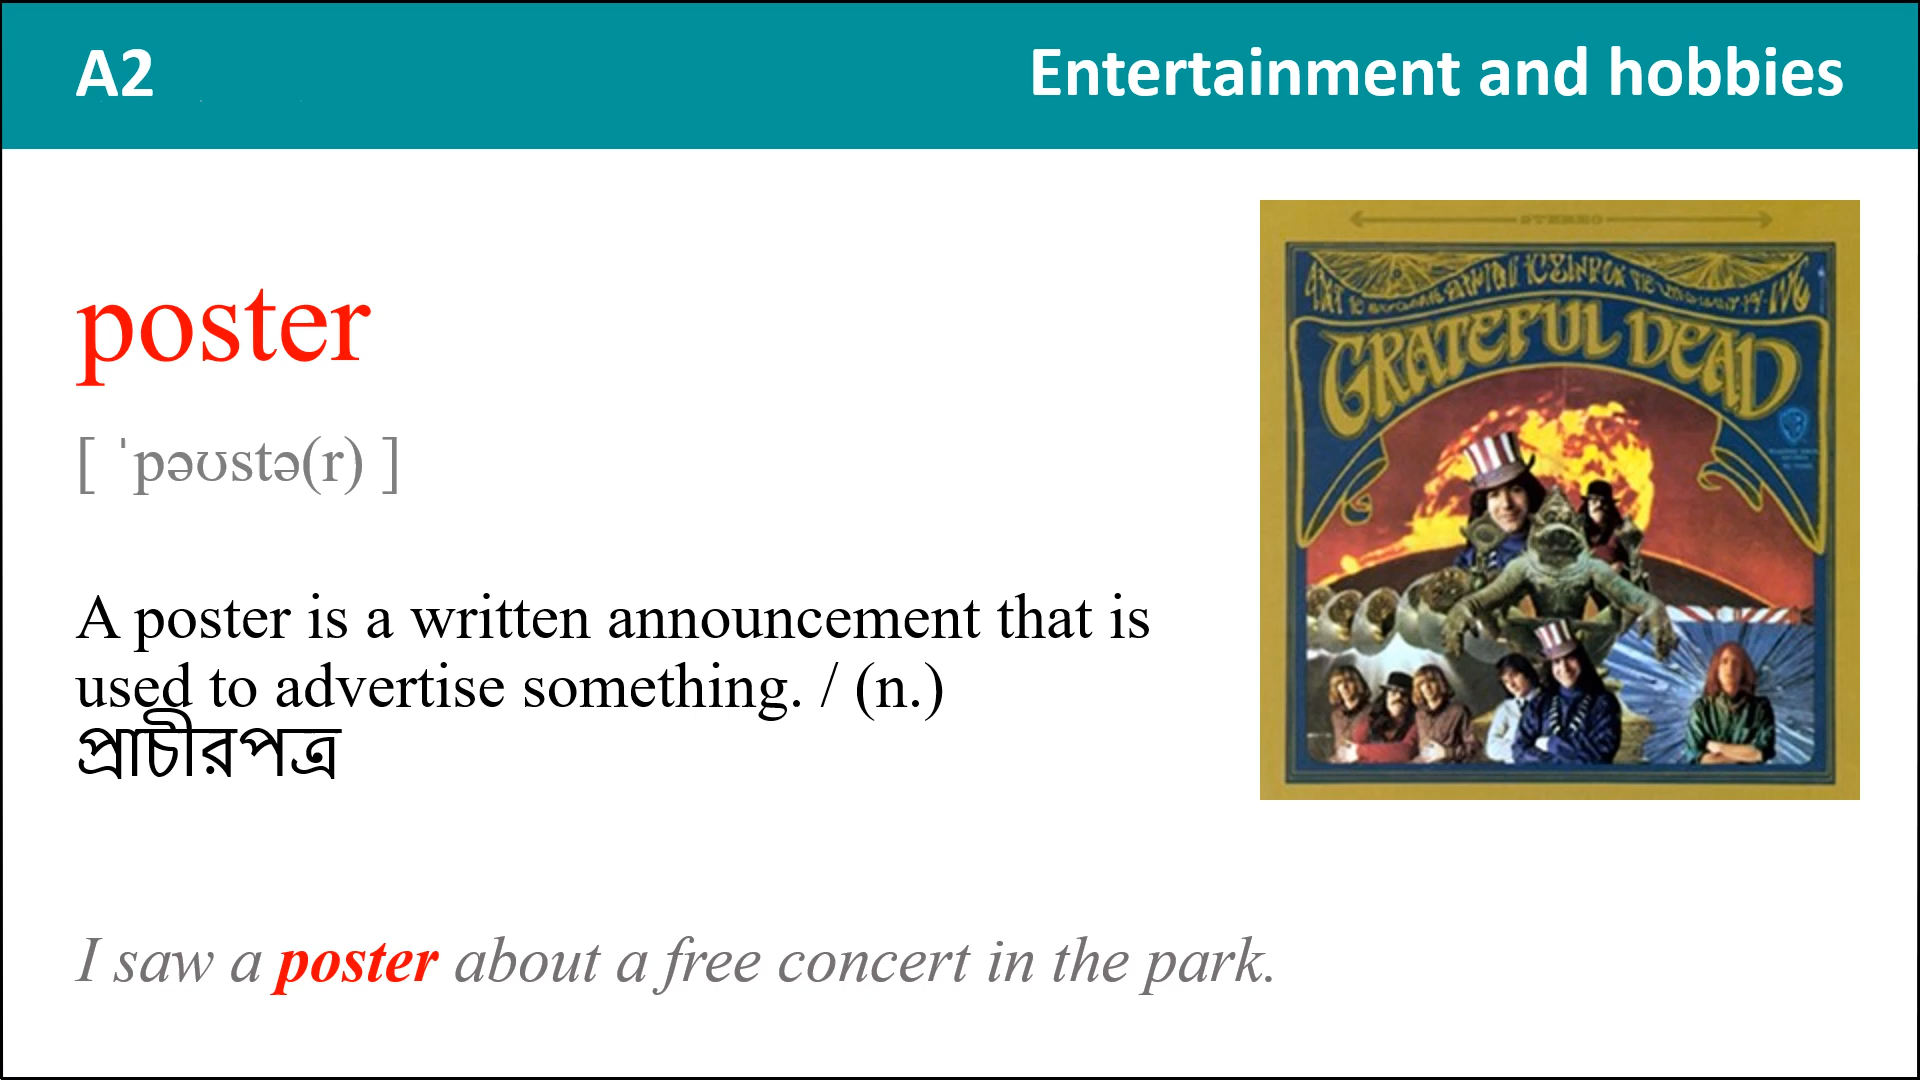 A2
Entertainment and hobbies
poster
[ ˈpəʊstə(r) ]
A poster is a written announcement that is
used to advertise something. / (n.)
প্রাচীরপত্র
I saw a poster about a free concert in the park.
STEREO
GRATEFUL DEAD